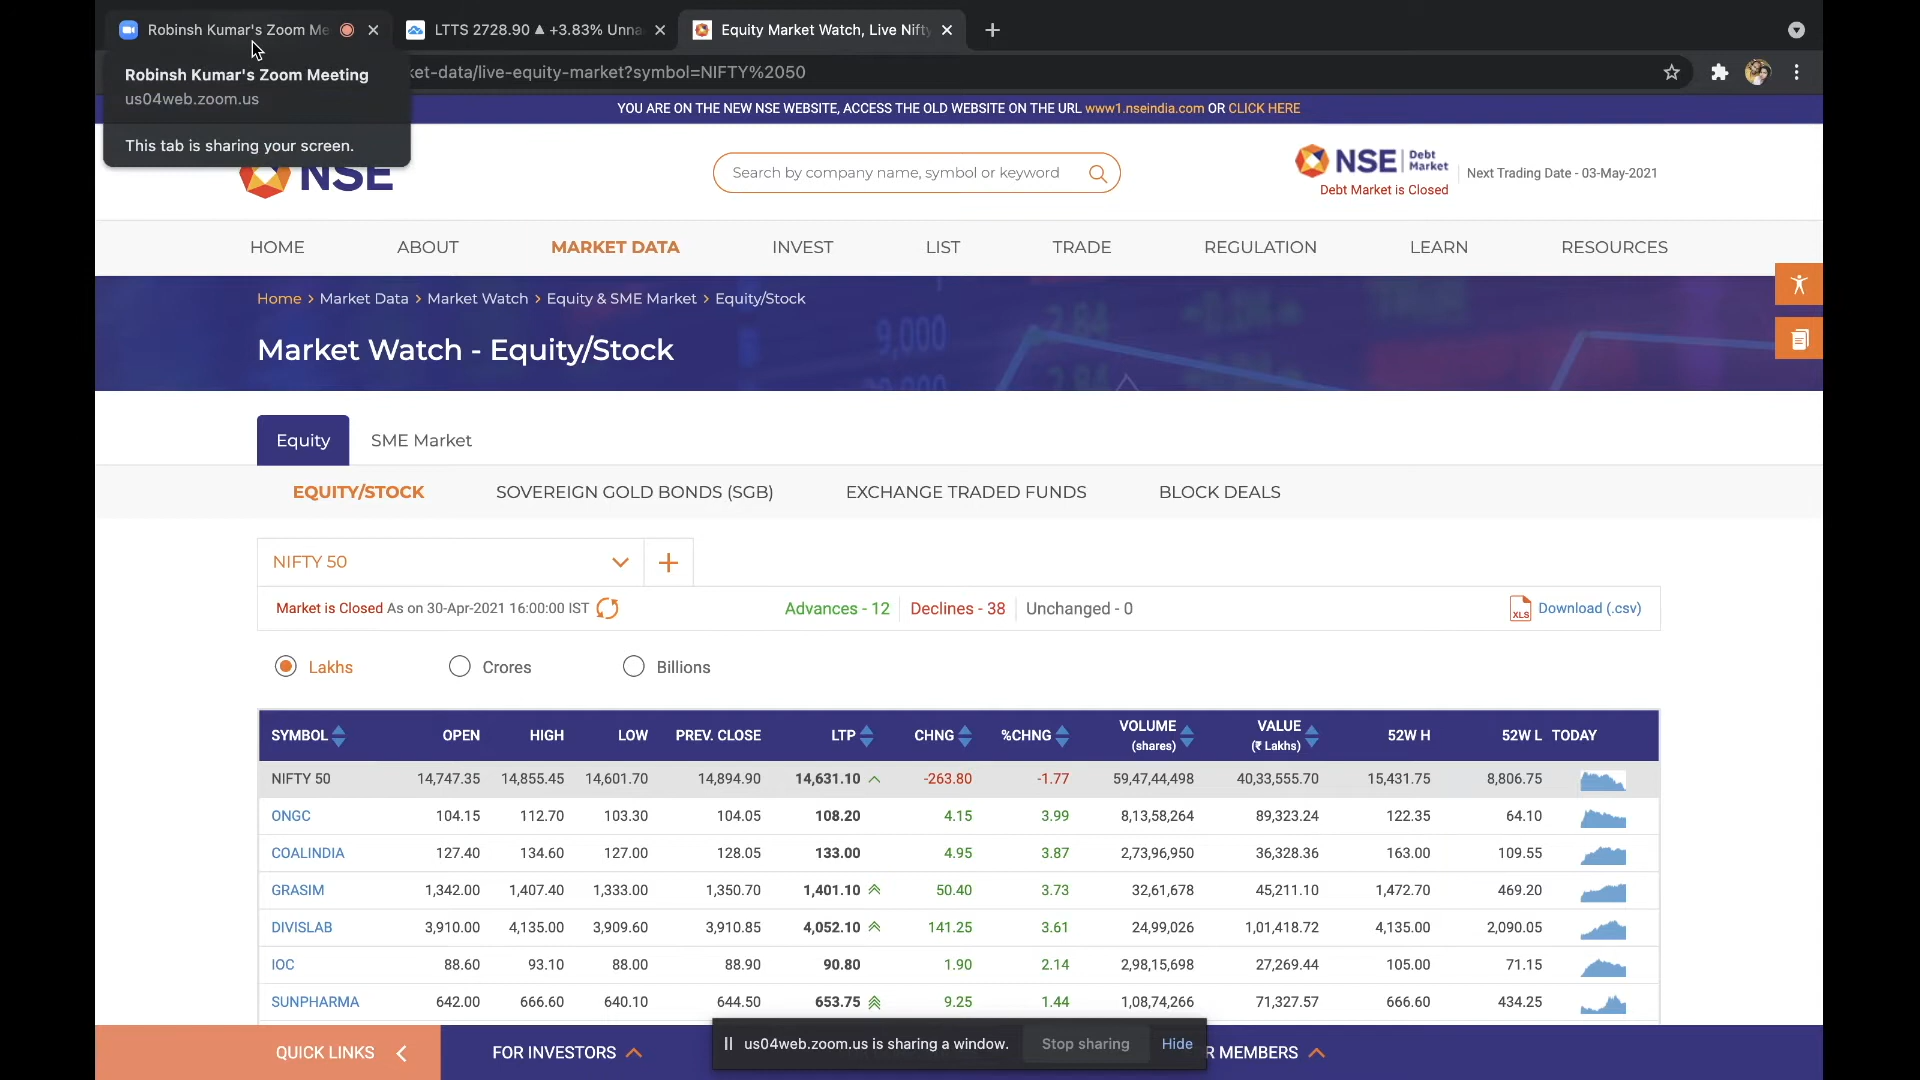 Robinsh Kumar's Zoom Me
LTTS 2728.90 ▲ +3.83% Unna
Equity Market Watch, Live Nifty
Robinsh Kumar's Zoom Meeting
us04web.zoom.us
This tab is sharing your screen.
ket-data/live-equity-market?symbol=NIFTY%2050
YOU ARE ON THE NEW NSE WEBSITE, ACCESS THE OLD WEBSITE ON THE URL www1.nseindia.com OR CLICK HERE
NSE
Search by company name, symbol or keyword
NSE Debt Market
Debt Market is Closed
Next Trading Date - 03-May-2021
HOME ABOUT MARKET DATA INVEST LIST TRADE REGULATION LEARN RESOURCES
Home > Market Data > Market Watch > Equity & SME Market > Equity/Stock
Market Watch - Equity/Stock
Equity SME Market
EQUITY/STOCK SOVEREIGN GOLD BONDS (SGB) EXCHANGE TRADED FUNDS BLOCK DEALS
NIFTY 50
Market is Closed As on 30-Apr-2021 16:00:00 IST Advances - 12 Declines - 38 Unchanged - 0 XLS Download (.csv)
Lakhs Crores Billions
SYMBOL OPEN HIGH LOW PREV. CLOSE LTP CHNG %CHNG VOLUME (shares) VALUE (₹ Lakhs) 52W H 52W L TODAY
NIFTY 50 14,747.35 14,855.45 14,601.70 14,894.90 14,631.10 -263.80 -1.77 59,47,44,498 40,33,555.70 15,431.75 8,806.75
ONGC 104.15 112.70 103.30 104.05 108.20 4.15 3.99 8,13,58,264 89,323.24 122.35 64.10
COALINDIA 127.40 134.60 127.00 128.05 133.00 4.95 3.87 2,73,96,950 36,328.36 163.00 109.55
GRASIM 1,342.00 1,407.40 1,333.00 1,350.70 1,401.10 50.40 3.73 32,61,678 45,211.10 1,472.70 469.20
DIVISLAB 3,910.00 4,135.00 3,909.60 3,910.85 4,052.10 141.25 3.61 24,99,026 1,01,418.72 4,135.00 2,090.05
IOC 88.60 93.10 88.00 88.90 90.80 1.90 2.14 2,98,15,698 27,269.44 105.00 71.15
SUNPHARMA 642.00 666.60 640.10 644.50 653.75 9.25 1.44 1,08,74,266 71,327.57 666.60 434.25
QUICK LINKS FOR INVESTORS R MEMBERS
us04web.zoom.us is sharing a window. Stop sharing Hide